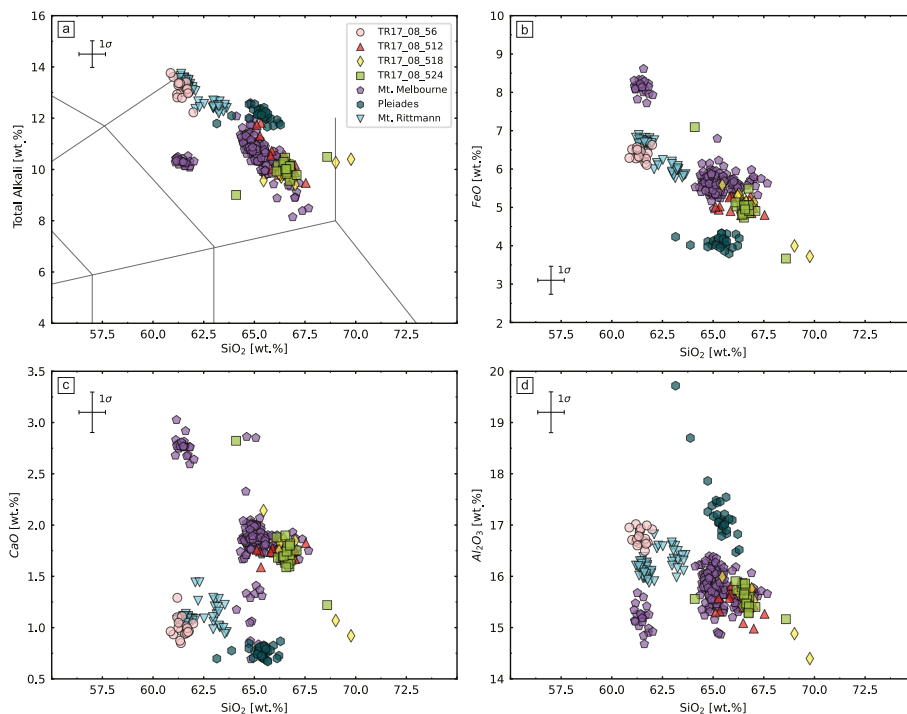 a
1σ
TR17_08_56
TR17_08_512
TR17_08_518
TR17_08_524
Mt. Melbourne
Pleiades
Mt. Rittmann
16
14
12
10
8
6
4
Total Alkali [wt_%]
57.5 60.0 62.5 65.0 67.5 70.0 72.5
SiO₂ [wt.%]
b
1σ
10
9
8
7
6
5
4
3
2
FeO [wt.%]
57.5 60.0 62.5 65.0 67.5 70.0 72.5
SiO₂ [wt.%]
c
1σ
3.5
3.0
2.5
2.0
1.5
1.0
0.5
CaO [wt.%]
57.5 60.0 62.5 65.0 67.5 70.0 72.5
SiO₂ [wt.%]
d
1σ
20
19
18
17
16
15
14
Al₂O₃ [wt.%]
57.5 60.0 62.5 65.0 67.5 70.0 72.5
SiO₂ [wt.%]